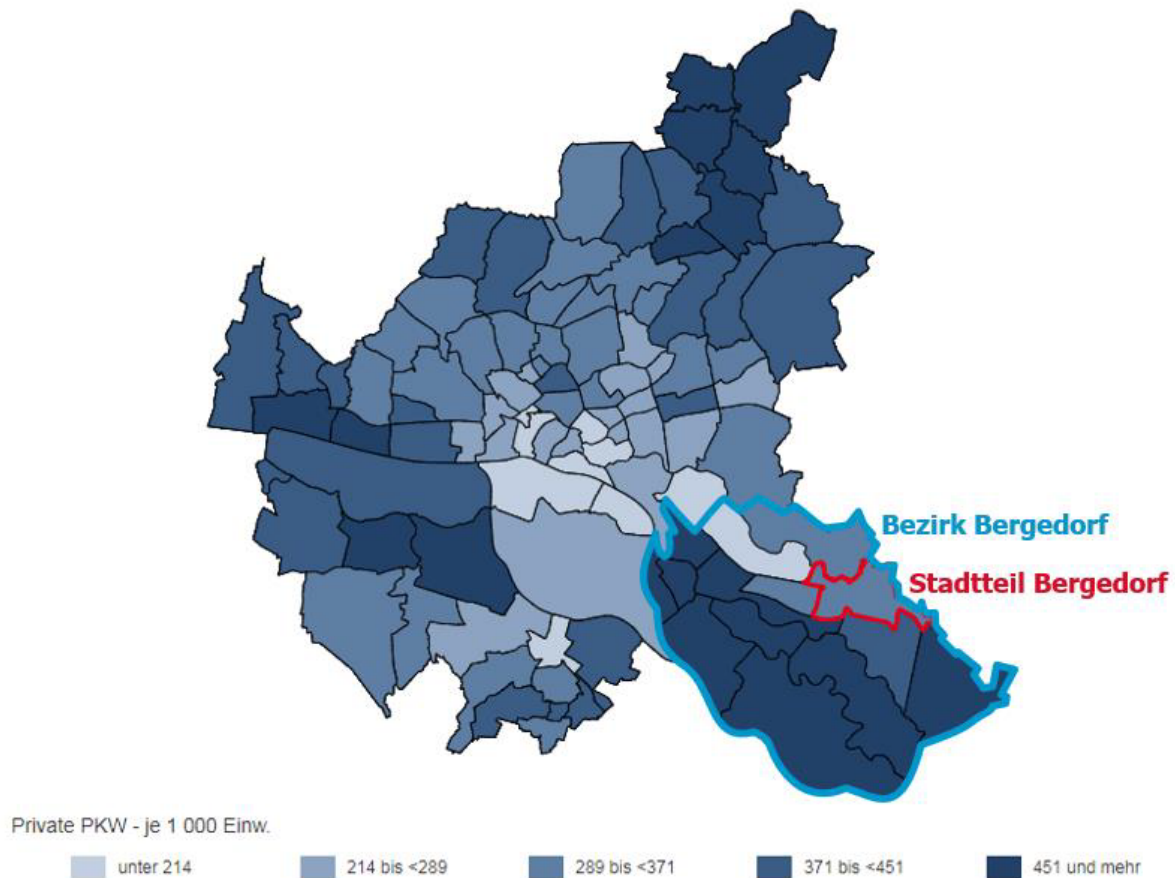 Bezirk Bergedorf
Stadtteil Bergedorf
Private PKW - je 1 000 Einw.
unter 214 214 bis <289 289 bis <371 371 bis <451 451 und mehr